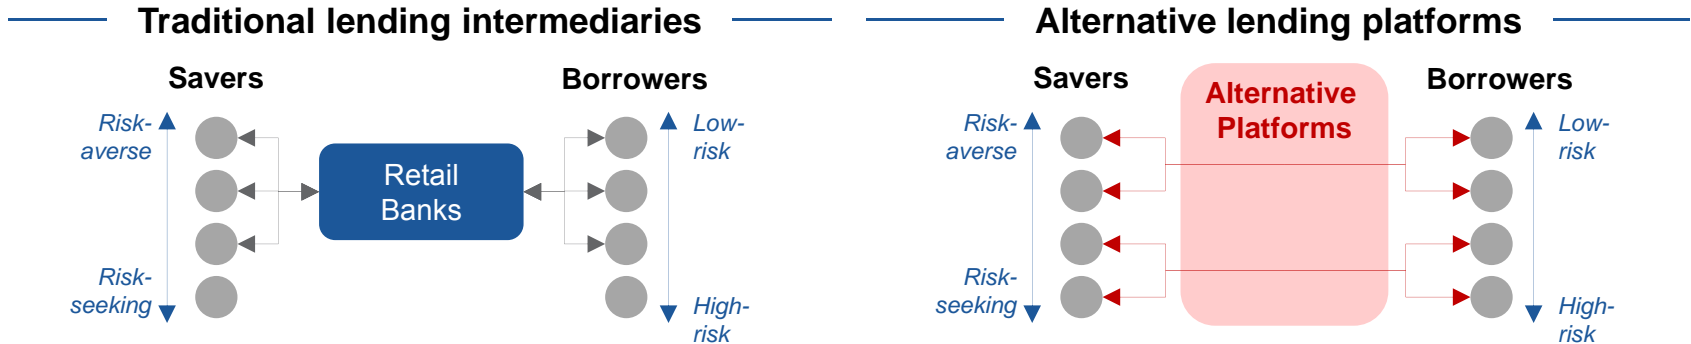 Traditional lending intermediaries
Savers
Borrowers
Risk-
averse
Risk-
seeking
Retail
Banks
Low-
risk
High-
risk
Alternative lending platforms
Savers
Borrowers
Risk-
averse
Risk-
seeking
Alternative
Platforms
Low-
risk
High-
risk